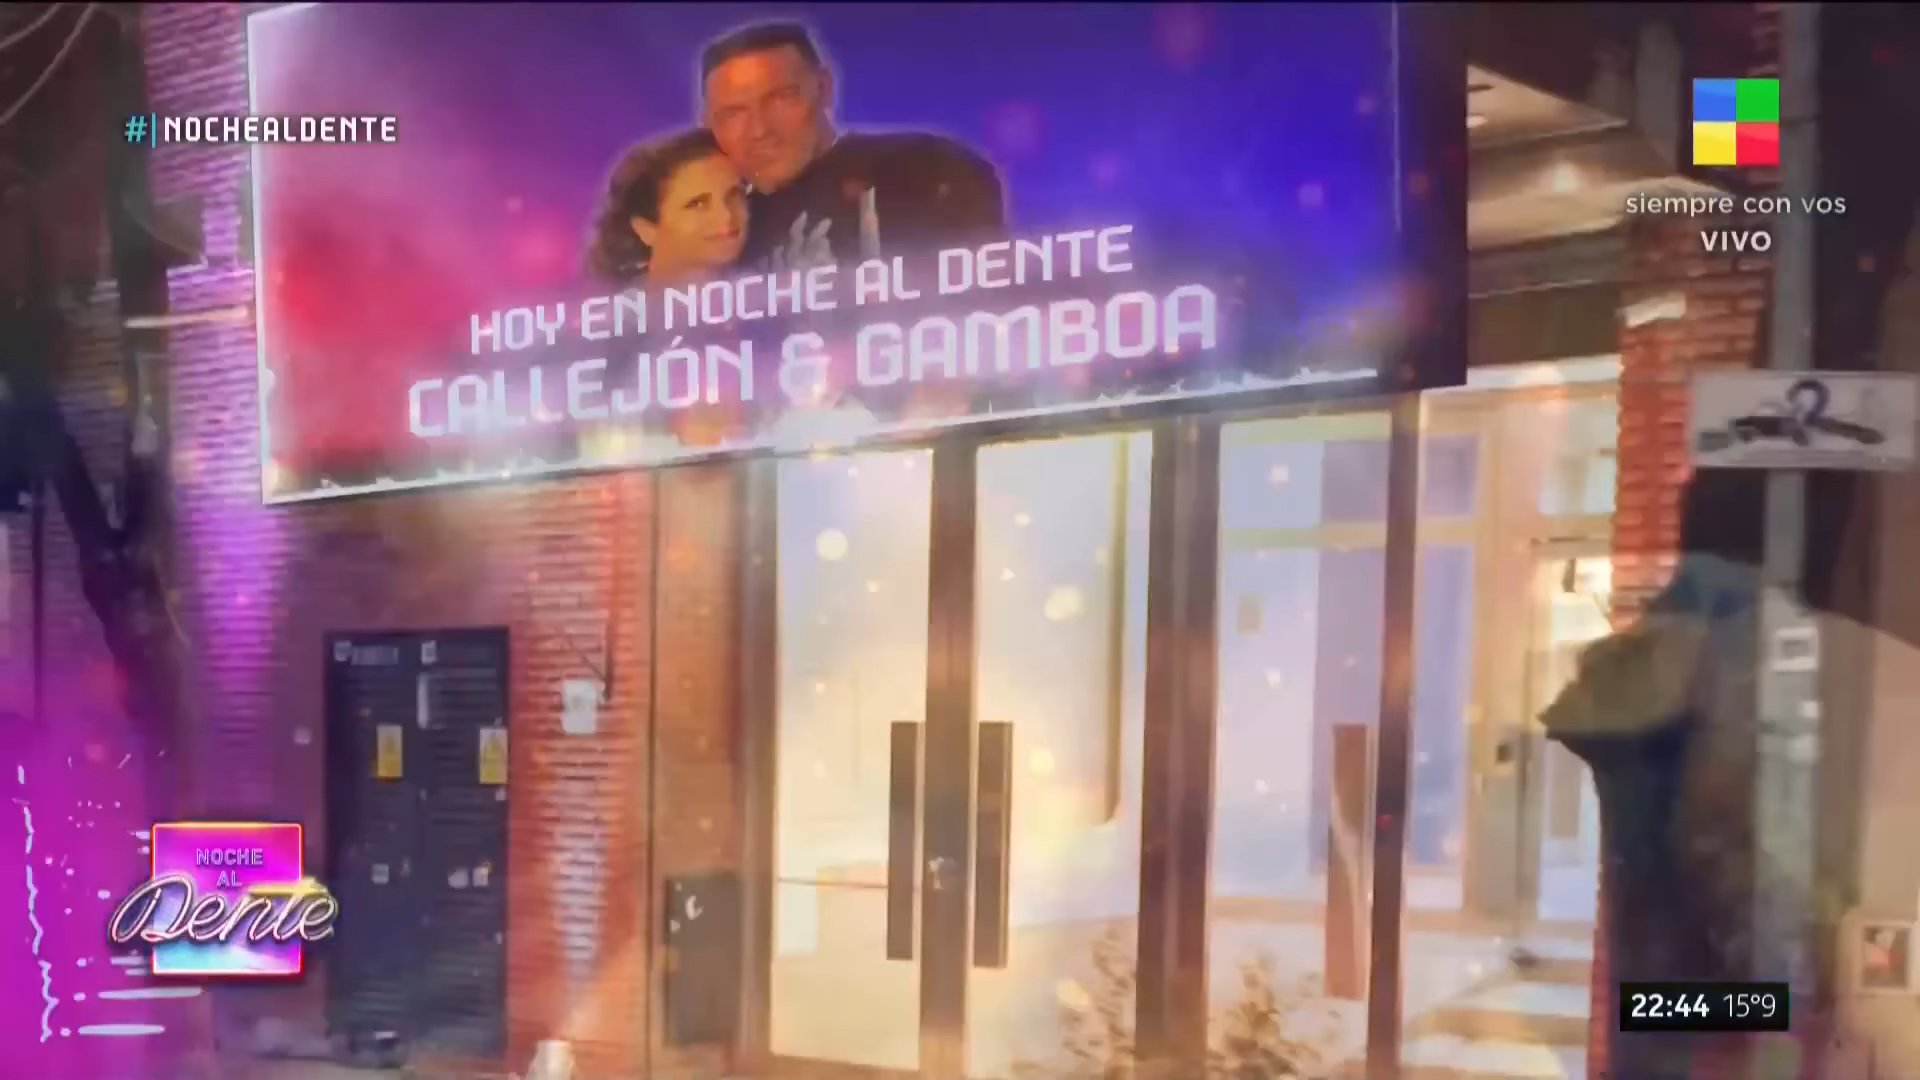 #|NOCHEALDENTE
siempre con vos
VIVO
HOY EN NOCHE AL DENTE
CALLEJÓN & GAMBOA
NOCHE
AL
Dente
22:44 15°9